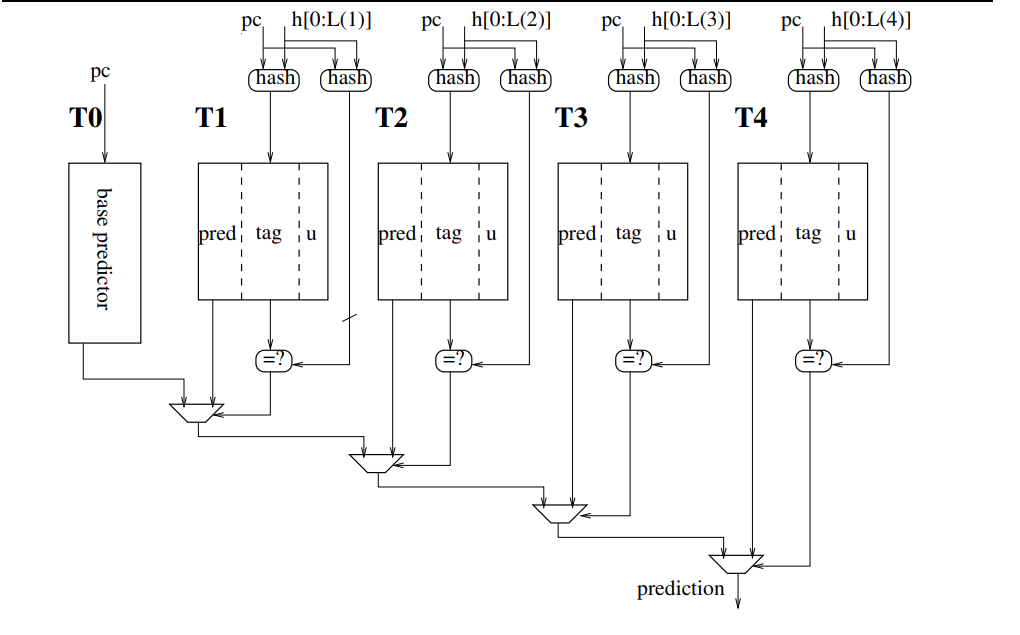 pc h[0:L(1)] pc h[0:L(2)] pc h[0:L(3)] pc h[0:L(4)]
hash hash hash hash hash hash hash hash
pc
T0 T1 T2 T3 T4
base predictor
pred tag u pred tag u pred tag u pred tag u
=? =? =? =?
prediction